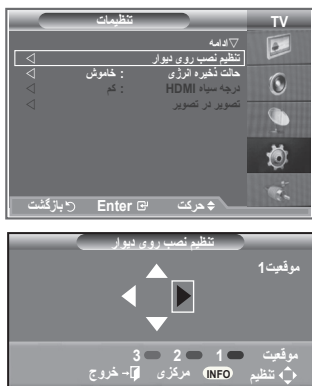 TV
تنظیمات
▽ادامه
تنظیم نصب روی دیوار
حالت ذخیره انرژی : خاموش
درجه سیاه HDMI : کم
تصویر در تصویر
حرکت Enter بازگشت
تنظیم نصب روی دیوار
موقعیت1
موقعیت 1 2 3
تنظیم INFO مرکزی خروج